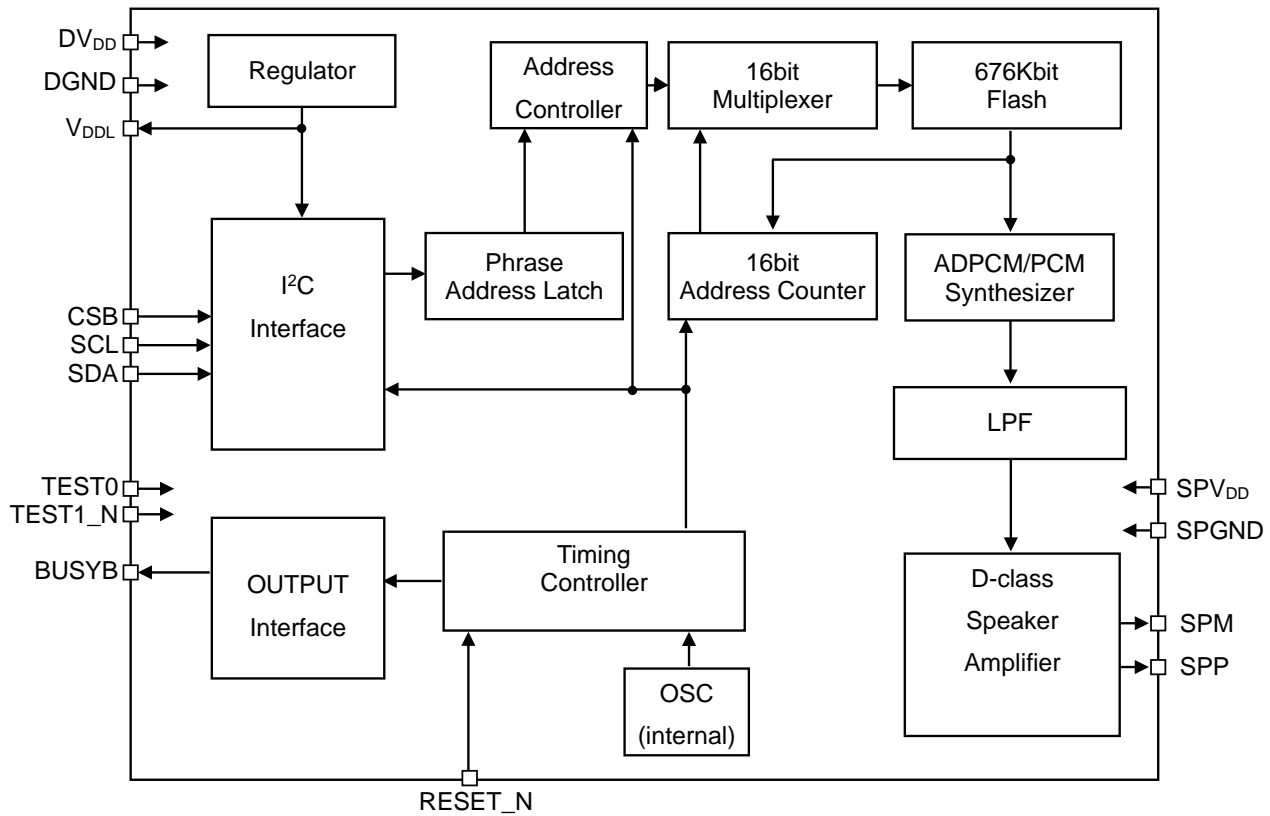 DVDD
DGND
VDDL
Regulator
Address
Controller
16bit
Multiplexer
676Kbit
Flash
I²C
Interface
Phrase
Address Latch
16bit
Address Counter
ADPCM/PCM
Synthesizer
CSB
SCL
SDA
LPF
TEST0
TEST1_N
BUSYB
SPVDD
SPGND
OUTPUT
Interface
Timing
Controller
D-class
Speaker
Amplifier
SPM
SPP
OSC
(internal)
RESET_N